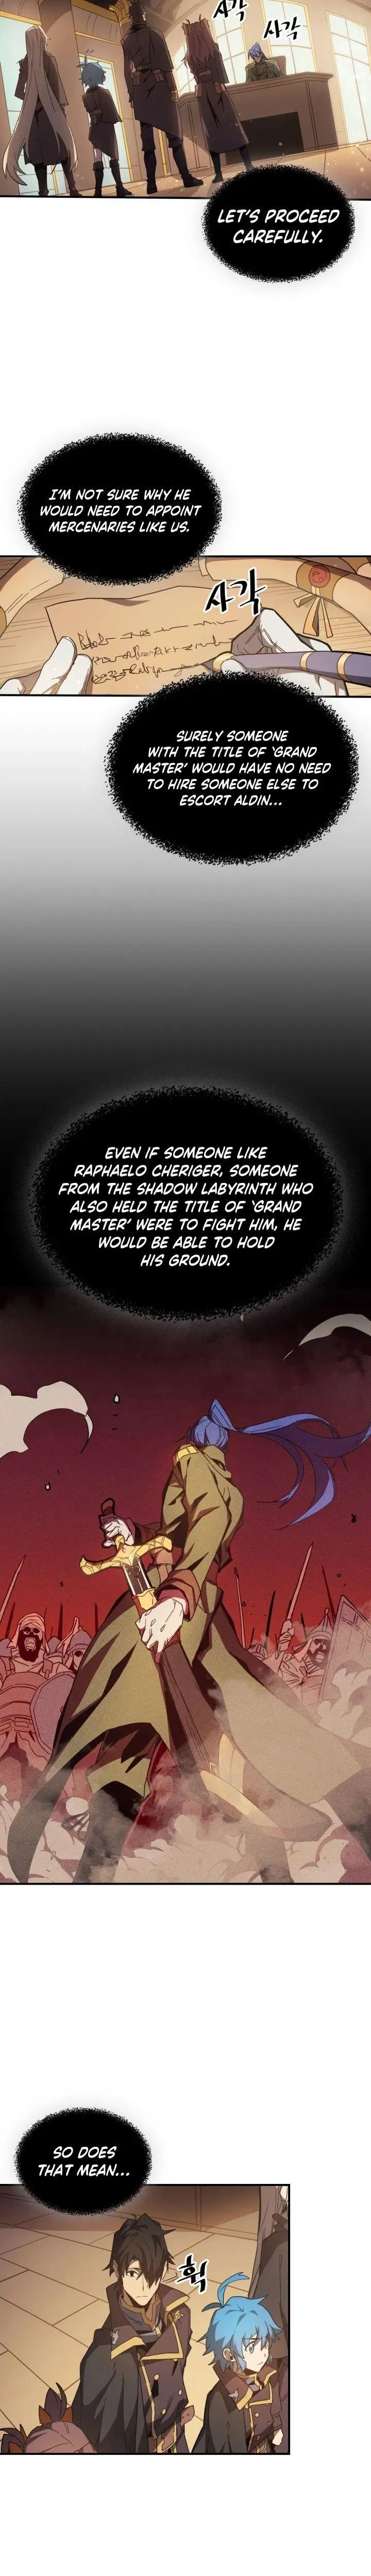 사각
사각
LET'S PROCEED
CAREFULLY.
I'M NOT SURE WHY HE
WOULD NEED TO APPOINT
MERCENARIES LIKE US.
사각
SURELY SOMEONE
WITH THE TITLE OF 'GRAND
MASTER' WOULD HAVE NO NEED
TO HIRE SOMEONE ELSE TO
ESCORT ALDIN...
EVEN IF SOMEONE LIKE
RAPHAELO CHERIGER, SOMEONE
FROM THE SHADOW LABYRINTH WHO
ALSO HELD THE TITLE OF 'GRAND
MASTER' WERE TO FIGHT HIM, HE
WOULD BE ABLE TO HOLD
HIS GROUND.
SO DOES
THAT MEAN...
휙